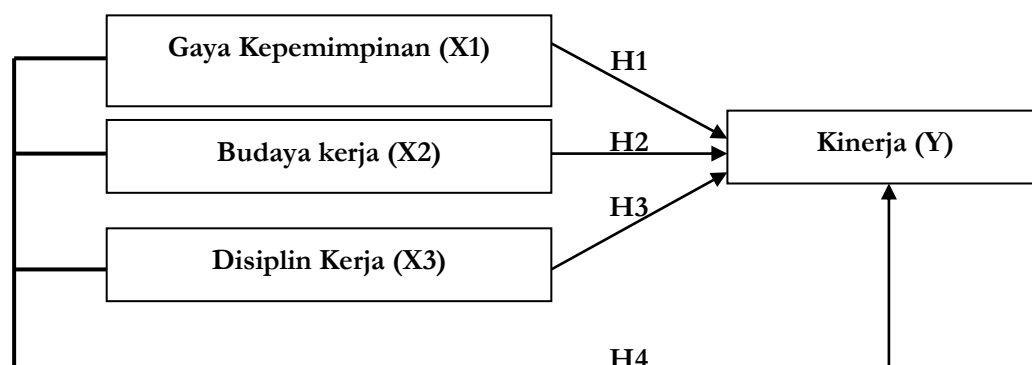 Gaya Kepemimpinan (X1)
H1
Budaya kerja (X2)
H2
Kinerja (Y)
H3
Disiplin Kerja (X3)
H4